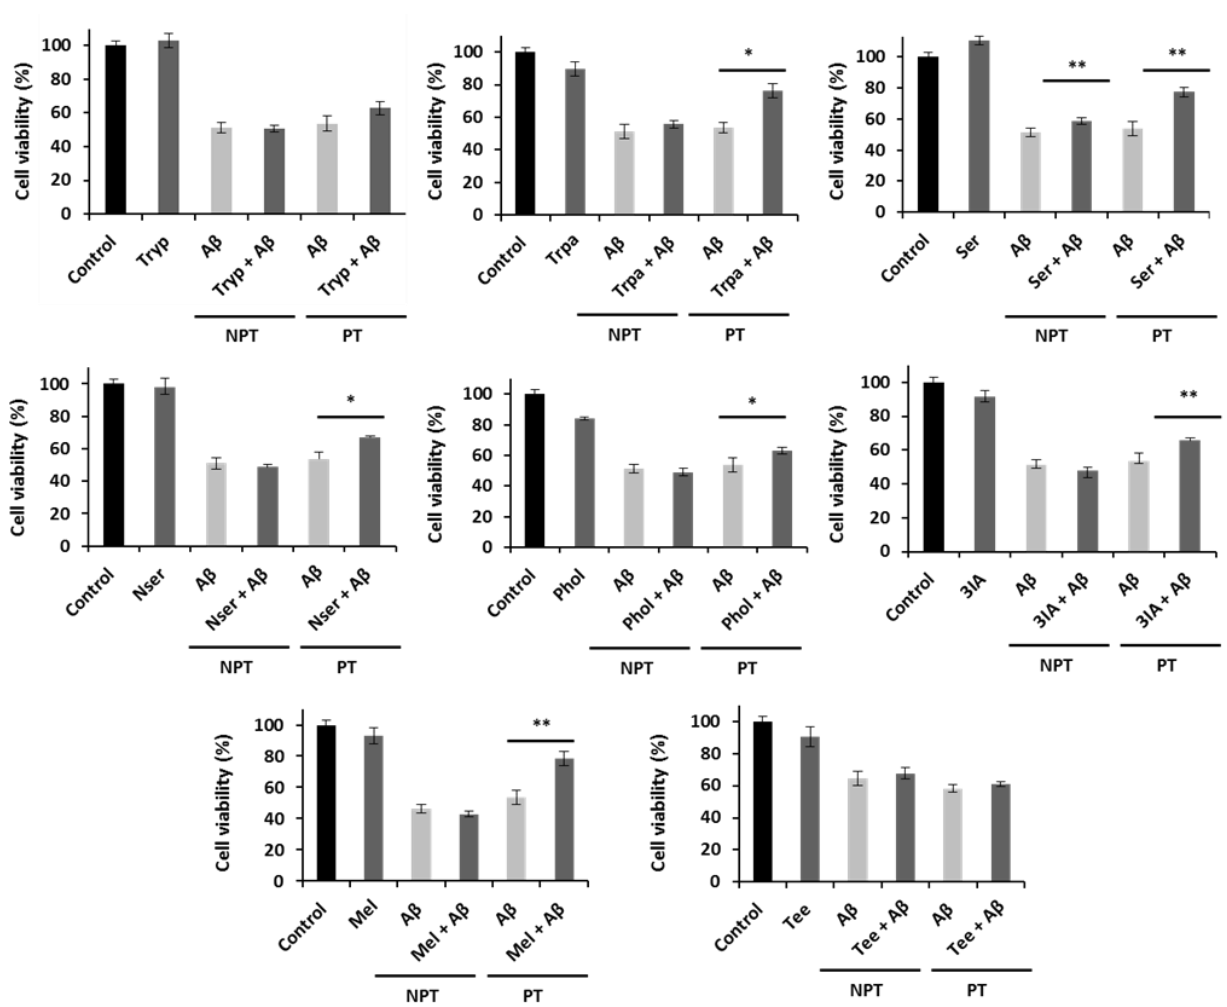 Cell viability (%)
100
80
60
40
20
0
Control
Tryp
Aβ
Tryp + Aβ
Aβ
Tryp + Aβ
NPT
PT
Cell viability (%)
100
80
60
40
20
0
*
Control
Trpa
Aβ
Trpa + Aβ
Aβ
Trpa + Aβ
NPT
PT
Cell viability (%)
100
80
60
40
20
0
**
**
Control
Ser
Aβ
Ser + Aβ
Aβ
Ser + Aβ
NPT
PT
Cell viability (%)
100
80
60
40
20
0
*
Control
Nser
Aβ
Nser + Aβ
Aβ
Nser + Aβ
NPT
PT
Cell viability (%)
100
80
60
40
20
0
*
Control
Phol
Aβ
Phol + Aβ
Aβ
Phol + Aβ
NPT
PT
Cell viability (%)
100
80
60
40
20
0
**
Control
3IA
Aβ
3IA + Aβ
Aβ
3IA + Aβ
NPT
PT
Cell viability (%)
100
80
60
40
20
0
**
Control
Mel
Aβ
Mel + Aβ
Aβ
Mel + Aβ
NPT
PT
Cell viability (%)
100
80
60
40
20
0
Control
Tee
Aβ
Tee + Aβ
Aβ
Tee + Aβ
NPT
PT